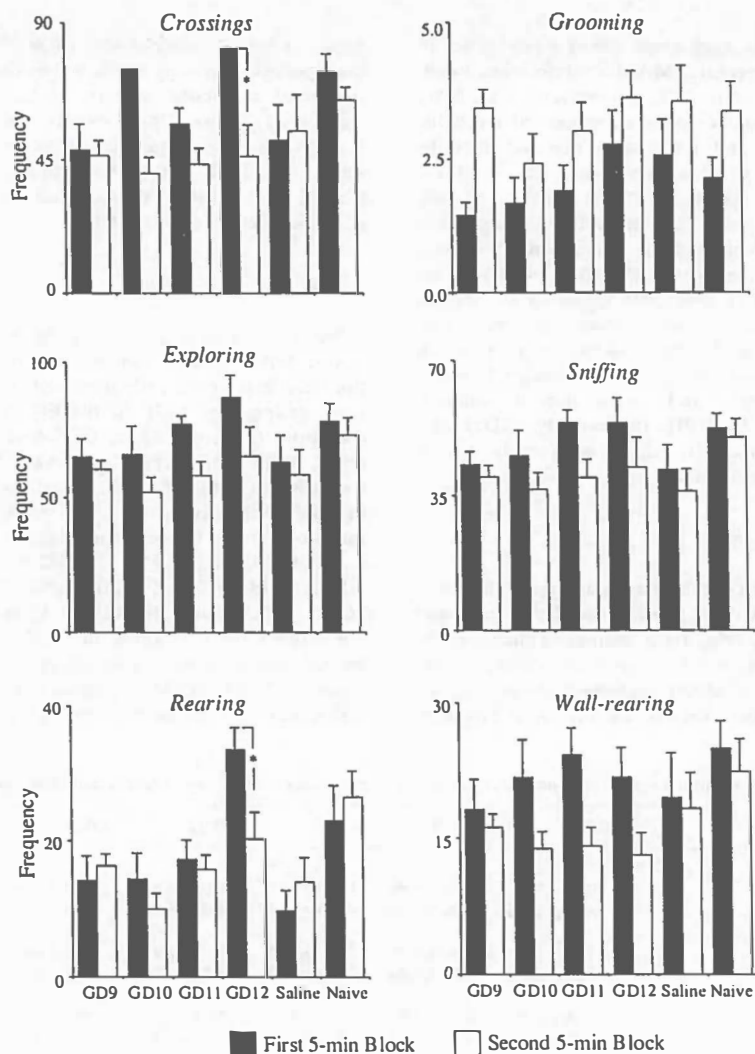 Crossings
Grooming
90
45
0
Frequency
5.0
2.5
0.0
*
Exploring
Sniffing
100
50
0
Frequency
70
35
0
Rearing
Wall-rearing
40
20
0
Frequency
30
15
0
*
GD9 GD10 GD11 GD12 Saline Naive
GD9 GD10 GD11 GD12 Saline Naive
First 5-min Block
Second 5-min Block